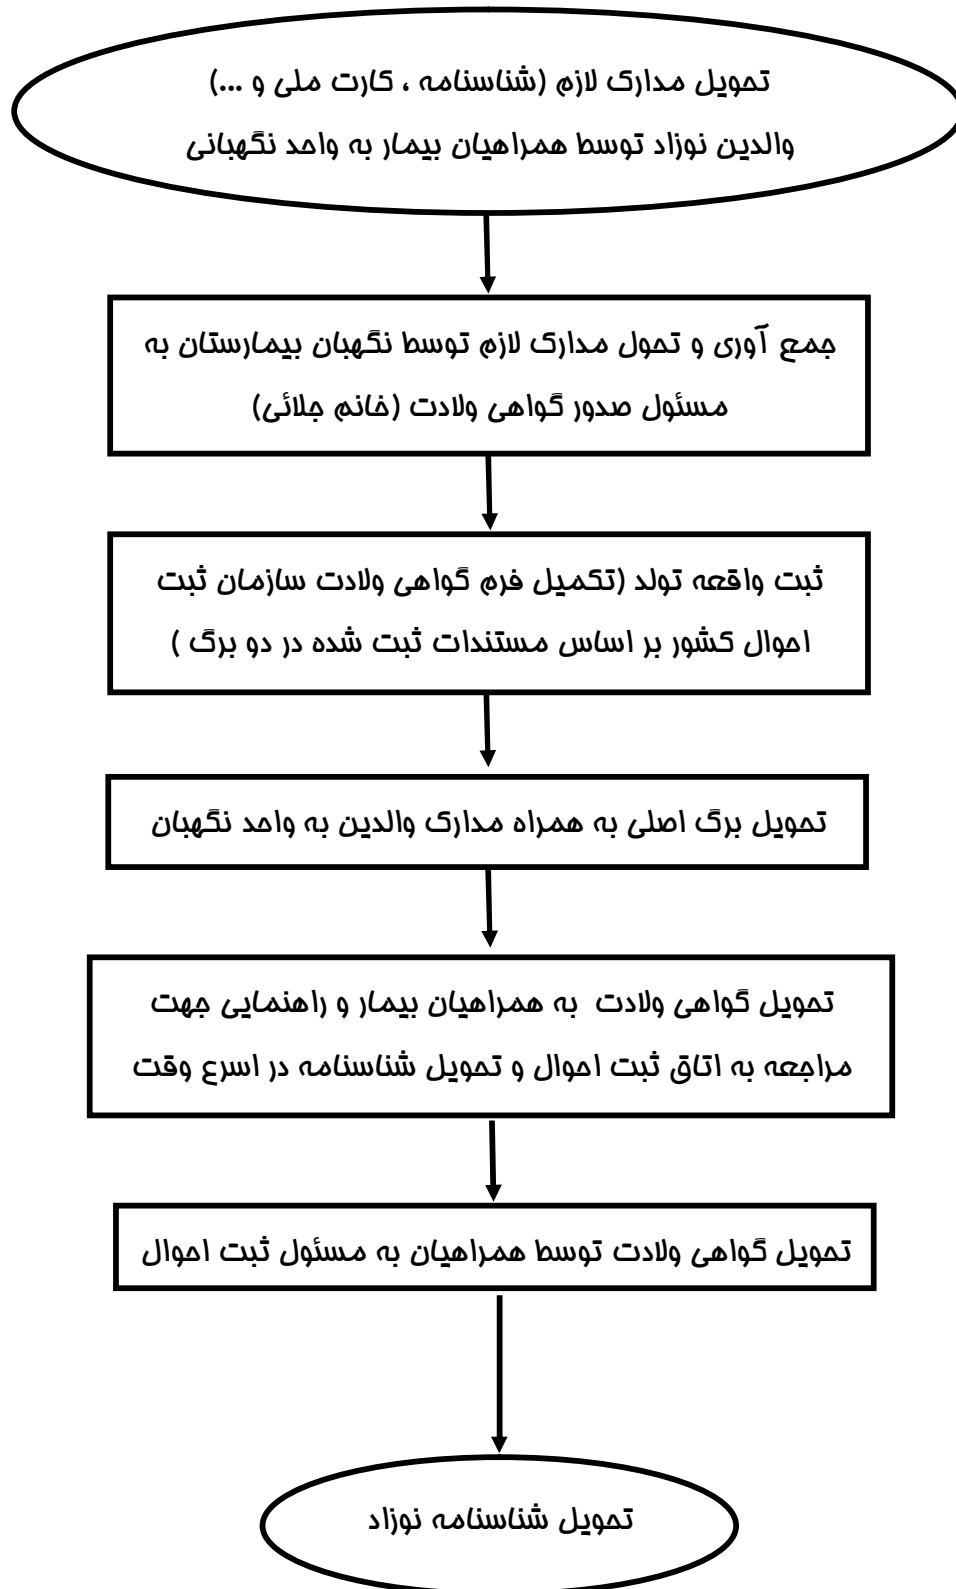 تحویل مدارک لازم (شناسنامه ، کارت ملی و ...)
والدین نوزاد توسط همراهیان بیمار به واحد نگهبانی
جمع آوری و تحول مدارک لازم توسط نگهبان بیمارستان به
مسئول صدور گواهی ولادت (خانم جلائی)
ثبت واقعه تولد (تکمیل فرم گواهی ولادت سازمان ثبت
احوال کشور بر اساس مستندات ثبت شده در دو برگ )
تحویل برگ اصلی به همراه مدارک والدین به واحد نگهبان
تحویل گواهی ولادت به همراهیان بیمار و راهنمایی جهت
مراجعه به اتاق ثبت احوال و تحویل شناسنامه در اسرع وقت
تحویل گواهی ولادت توسط همراهیان به مسئول ثبت احوال
تحویل شناسنامه نوزاد